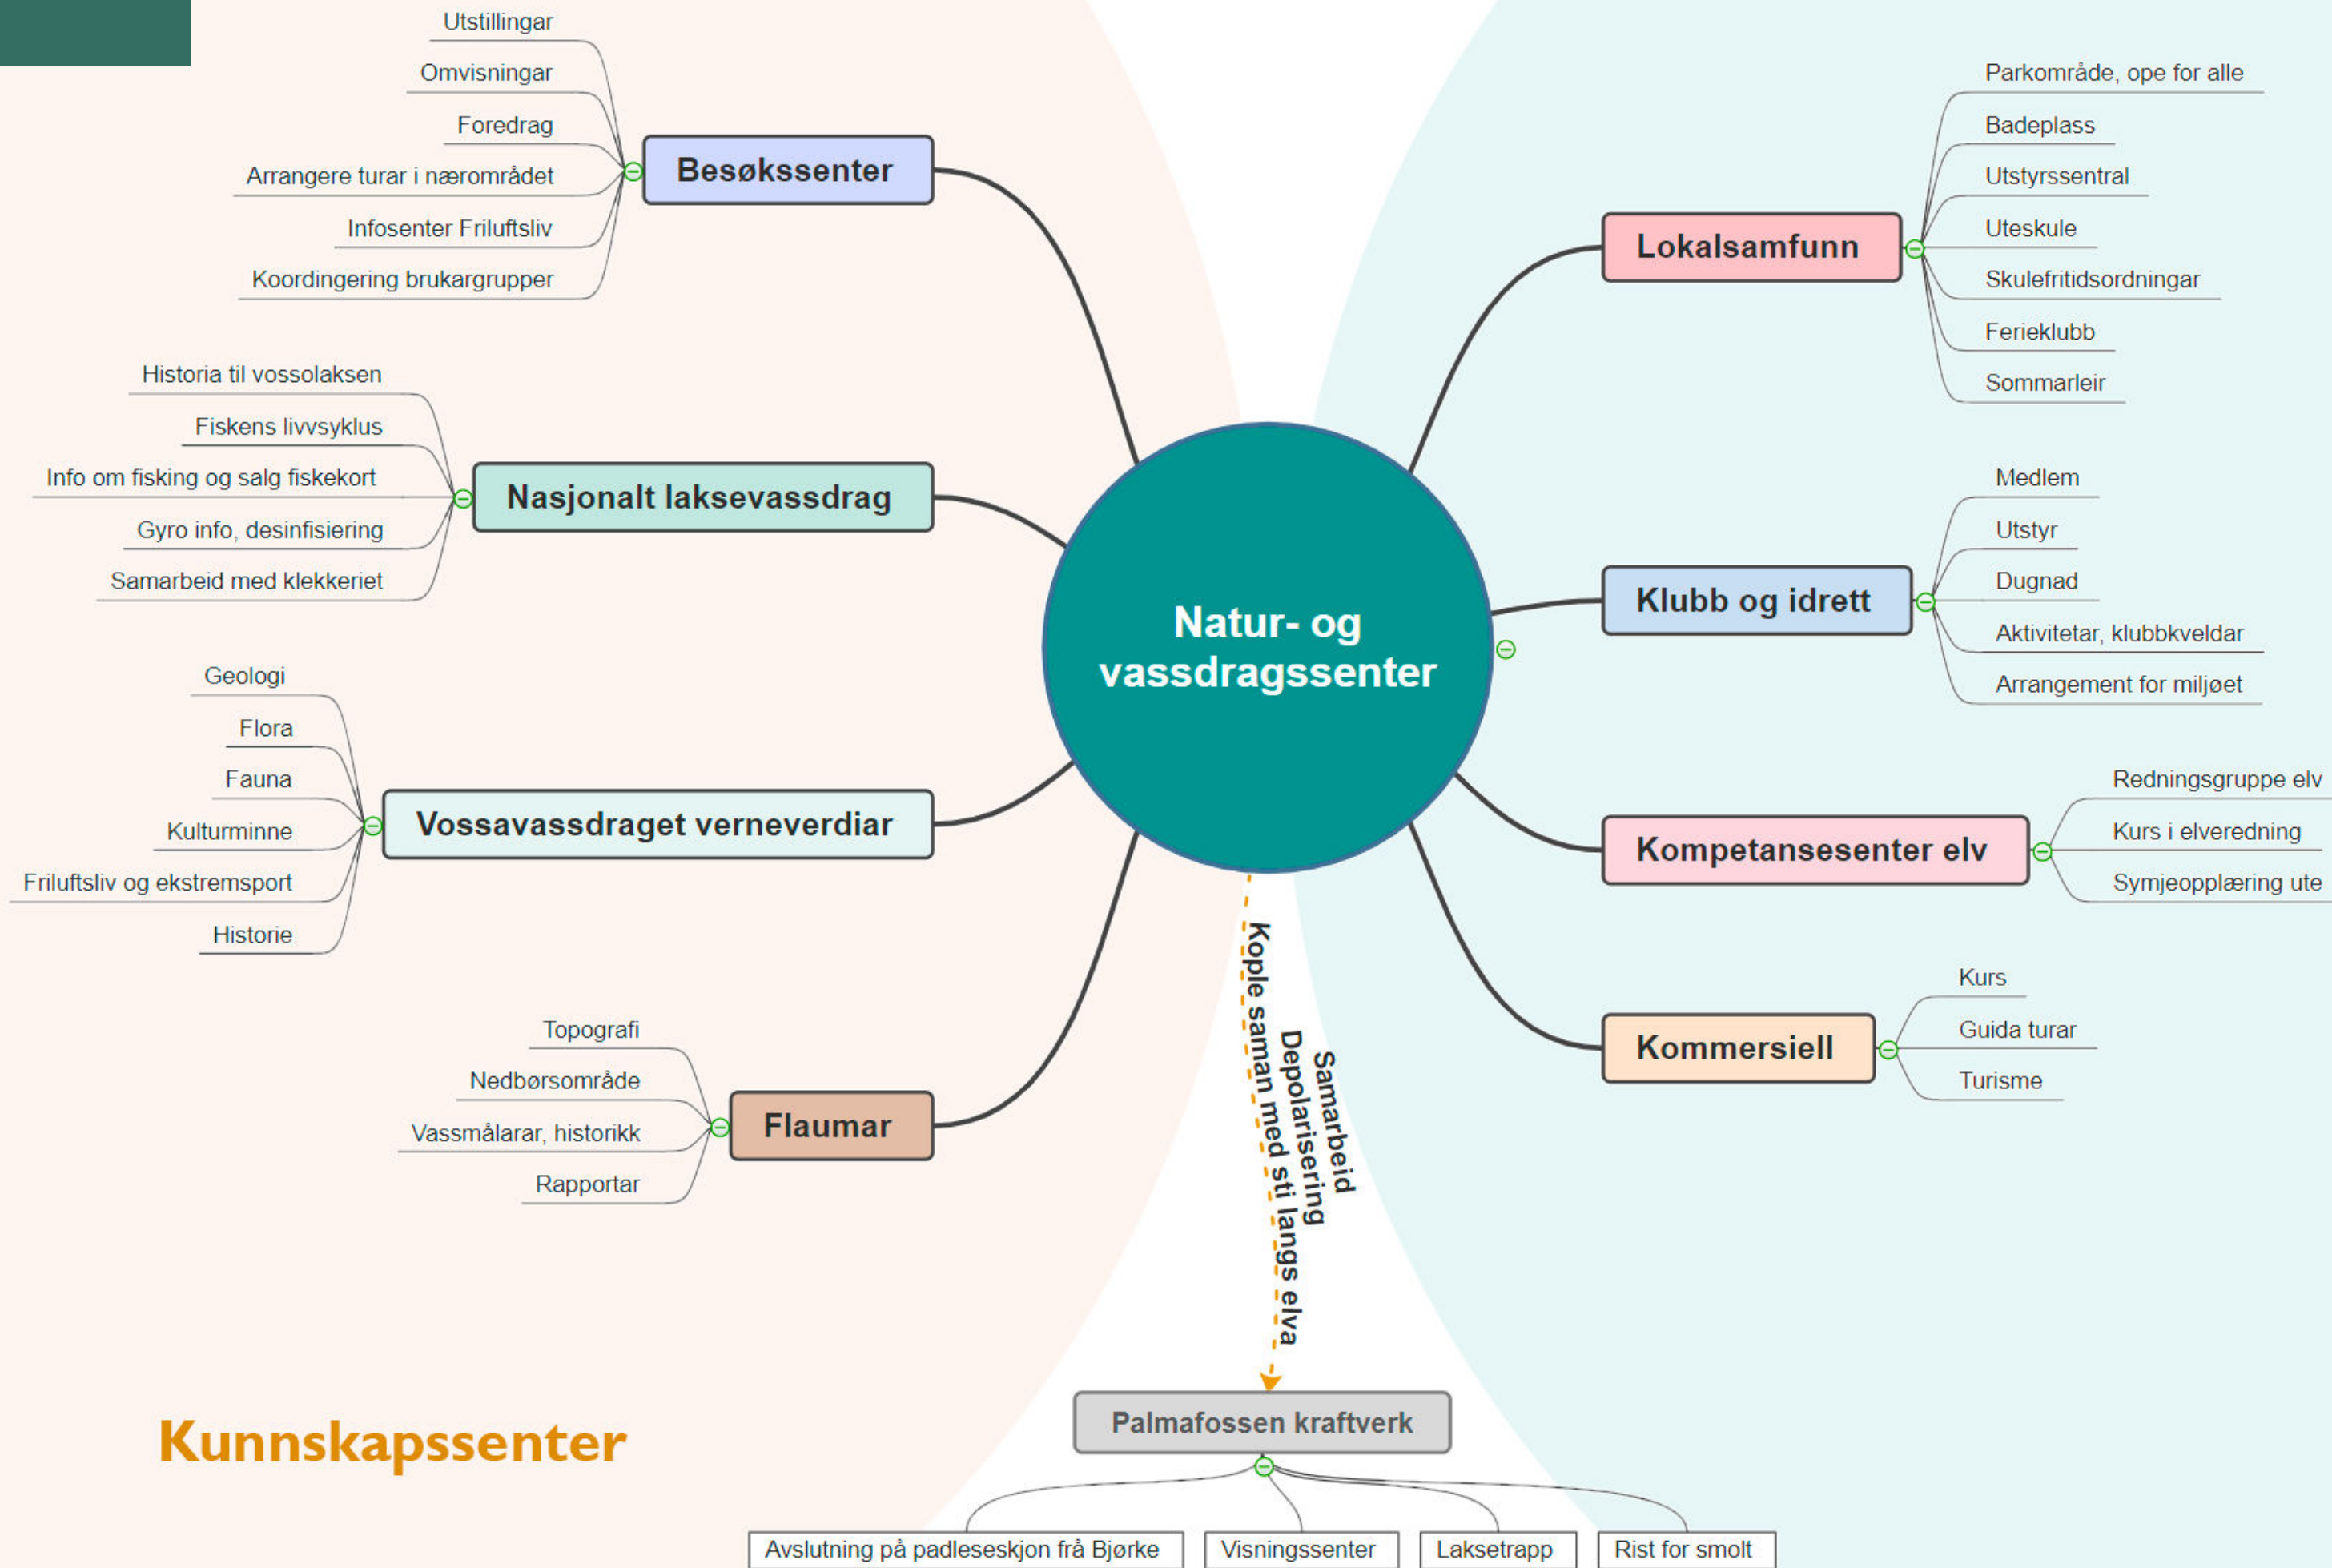 Utstillingar
Omvisningar
Foredrag
Arrangere turar i nærområdet
Infosenter Friluftsliv
Koordingering brukargrupper
Besøkssenter
Historia til vossolaksen
Fiskens livvsyklus
Info om fisking og salg fiskekort
Gyro info, desinfisiering
Samarbeid med klekkeriet
Nasjonalt laksevassdrag
Geologi
Flora
Fauna
Kulturminne
Friluftsliv og ekstremsport
Historie
Vossavassdraget verneverdiar
Topografi
Nedbørsområde
Vassmålarar, historikk
Rapportar
Flaumar
Natur- og
vassdragssenter
Lokalsamfunn
Parkområde, ope for alle
Badeplass
Utstyrssentral
Uteskule
Skulefritidsordningar
Ferieklubb
Sommarleir
Klubb og idrett
Medlem
Utstyr
Dugnad
Aktivitetar, klubbkveldar
Arrangement for miljøet
Kompetansesenter elv
Redningsgruppe elv
Kurs i elveredning
Symjeopplæring ute
Kommersiell
Kurs
Guida turar
Turisme
Samarbeid
Depolarisering
Kople saman med sti langs elva
Kunnskapssenter
Palmafossen kraftverk
Avslutning på padleseskjon frå Bjørke
Visningssenter
Laksetrapp
Rist for smolt